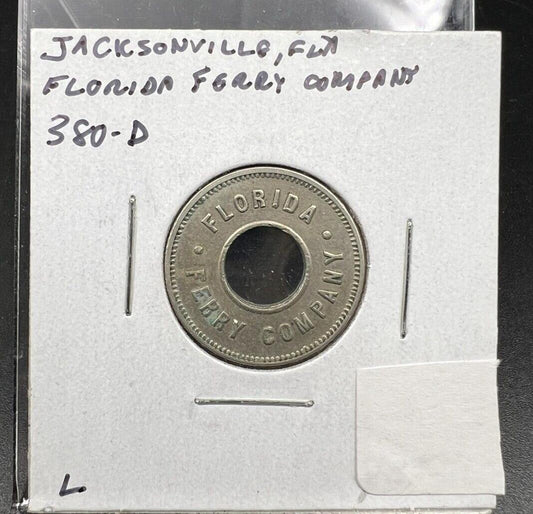 JACKSONVILLE, FLA
FLORIDA FERRY COMPANY
380-D
• FLORIDA •
FERRY COMPANY
L